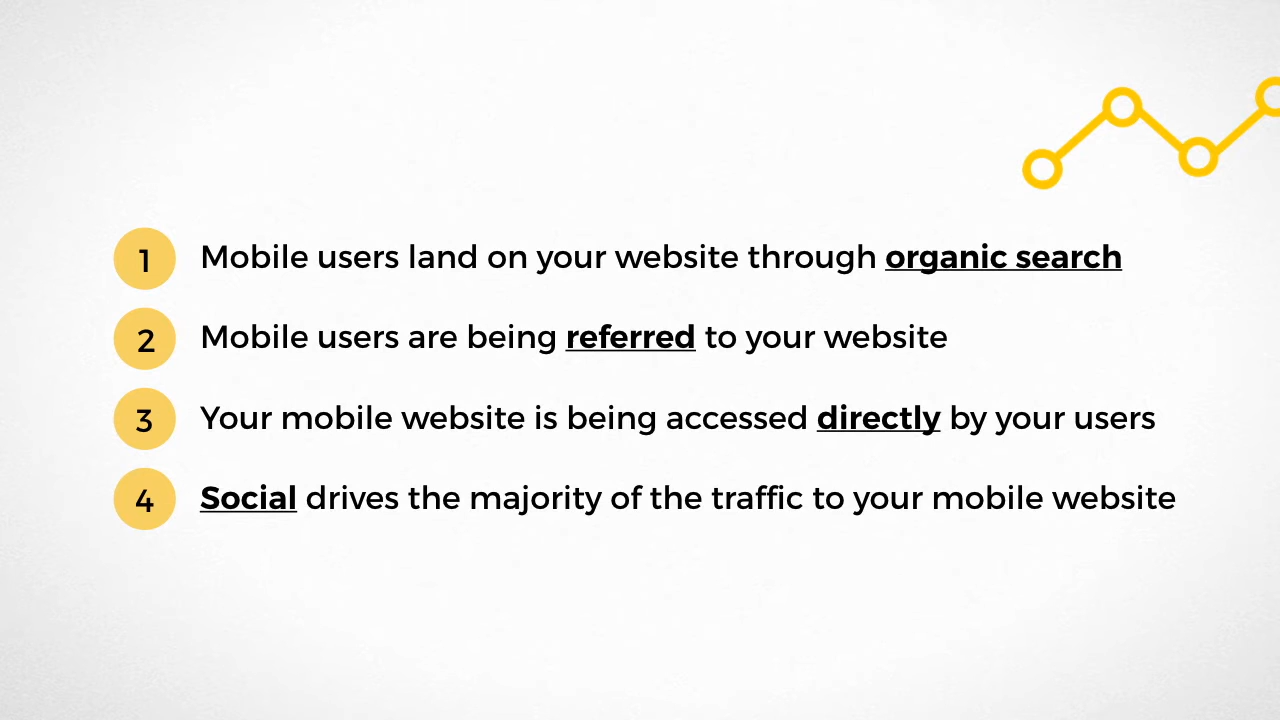 1 Mobile users land on your website through organic search
2 Mobile users are being referred to your website
3 Your mobile website is being accessed directly by your users
4 Social drives the majority of the traffic to your mobile website